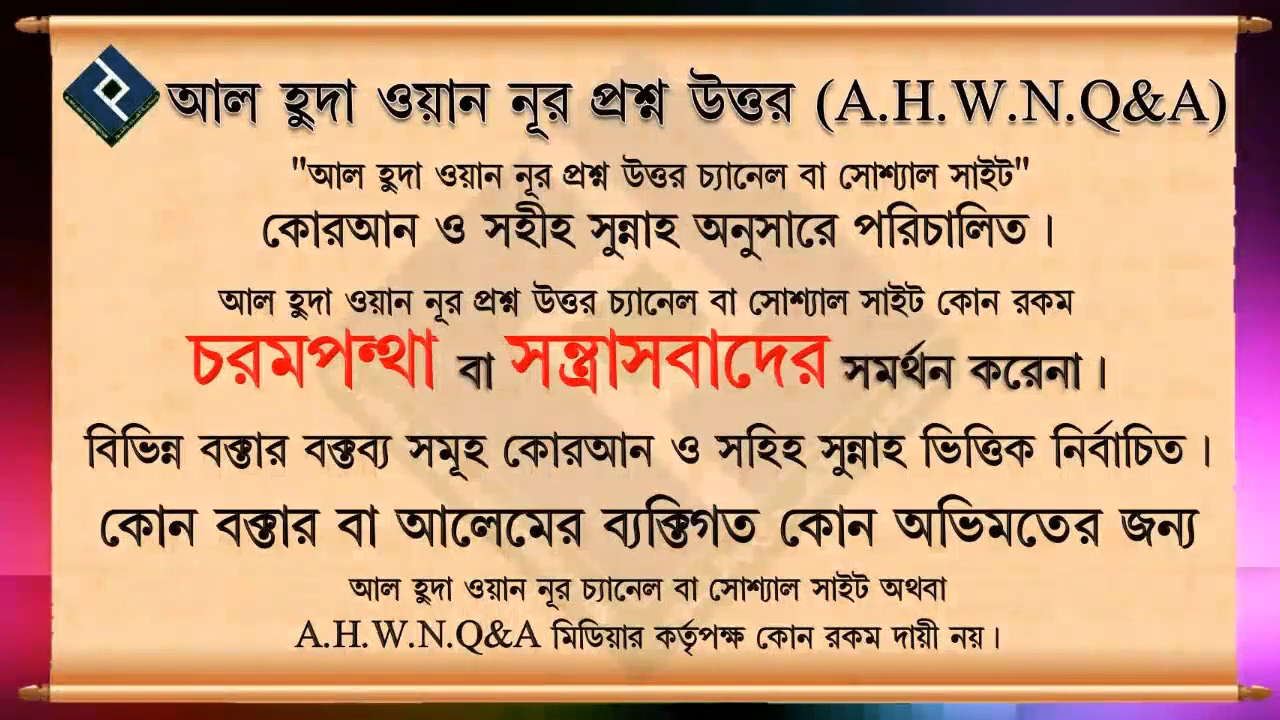 আল হুদা ওয়ান নূর প্রশ্ন উত্তর (A.H.W.N.Q&A)
"আল হুদা ওয়ান নূর প্রশ্ন উত্তর চ্যানেল বা সোশ্যাল সাইট"
কোরআন ও সহীহ সুন্নাহ অনুসারে পরিচালিত ।
আল হুদা ওয়ান নূর প্রশ্ন উত্তর চ্যানেল বা সোশ্যাল সাইট কোন রকম
চরমপন্থা বা সন্ত্রাসবাদের সমর্থন করেনা ।
বিভিন্ন বক্তার বক্তব্য সমূহ কোরআন ও সহিহ সুন্নাহ ভিত্তিক নির্বাচিত ।
কোন বক্তার বা আলেমের ব্যক্তিগত কোন অভিমতের জন্য
আল হুদা ওয়ান নূর চ্যানেল বা সোশ্যাল সাইট অথবা
A.H.W.N.Q&A মিডিয়ার কর্তৃপক্ষ কোন রকম দায়ী নয় ।